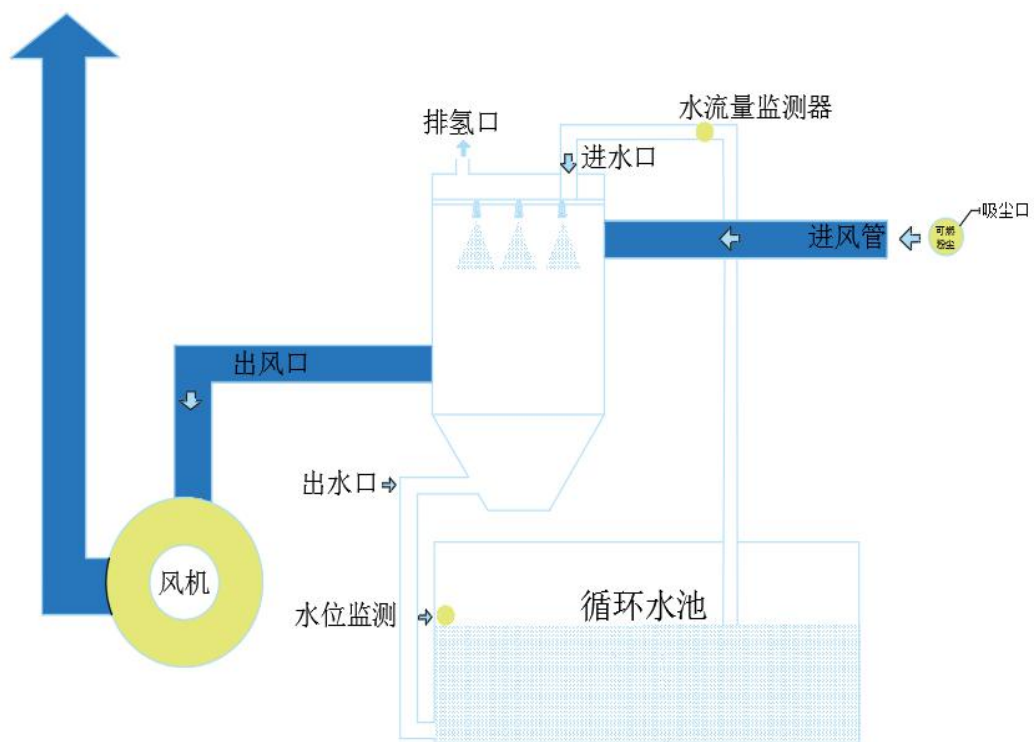 水流量监测器
排氢口
进水口
吸尘口
进风管
可燃
粉尘
出风口
出水口
风机
水位监测
循环水池